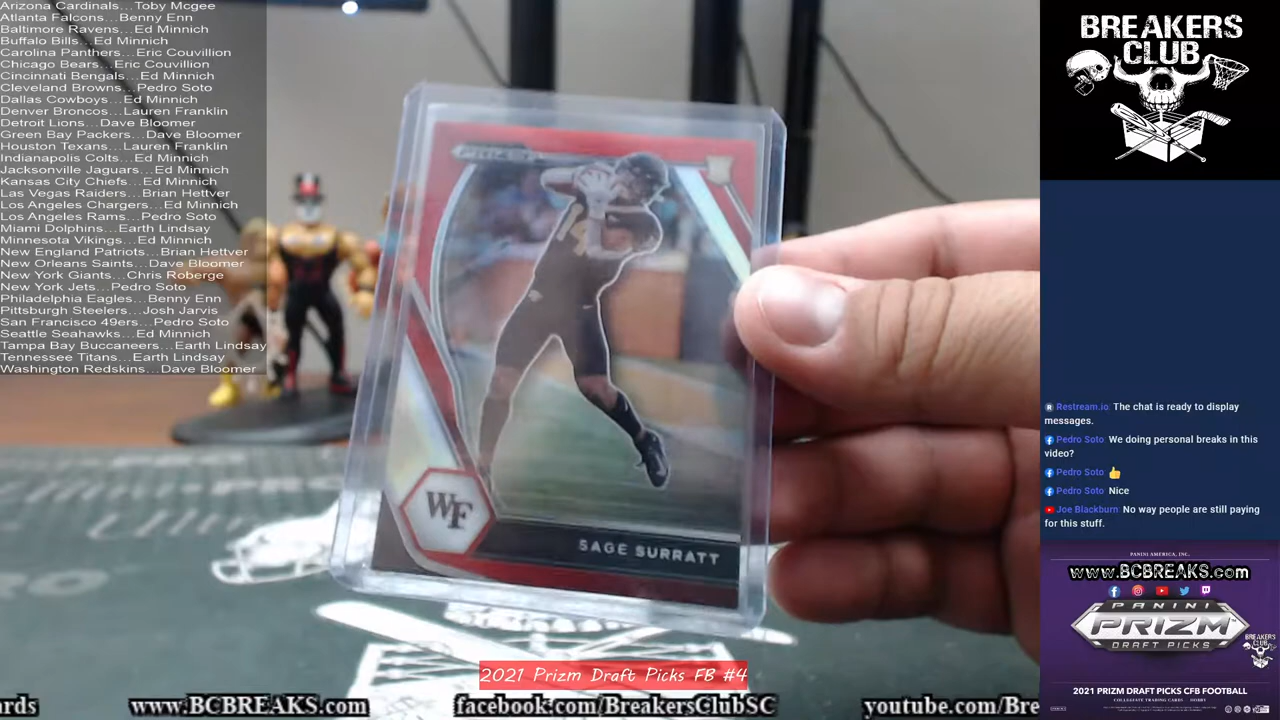 Arizona Cardinals...Toby Mcgee
Atlanta Falcons...Benny Enn
Baltimore Ravens...Ed Minnich
Buffalo Bills...Ed Minnich
Carolina Panthers...Eric Couvillion
Chicago Bears...Eric Couvillion
Cincinnati Bengals...Ed Minnich
Cleveland Browns...Pedro Soto
Dallas Cowboys...Ed Minnich
Denver Broncos...Lauren Franklin
Detroit Lions...Dave Bloomer
Green Bay Packers...Dave Bloomer
Houston Texans...Lauren Franklin
Indianapolis Colts...Ed Minnich
Jacksonville Jaguars...Ed Minnich
Kansas City Chiefs...Ed Minnich
Las Vegas Raiders...Brian Hettver
Los Angeles Chargers...Ed Minnich
Los Angeles Rams...Pedro Soto
Miami Dolphins...Earth Lindsay
Minnesota Vikings...Ed Minnich
New England Patriots...Brian Hettver
New Orleans Saints...Dave Bloomer
New York Giants...Chris Roberge
New York Jets...Pedro Soto
Philadelphia Eagles...Benny Enn
Pittsburgh Steelers...Josh Jarvis
San Francisco 49ers...Pedro Soto
Seattle Seahawks...Ed Minnich
Tampa Bay Buccaneers...Earth Lindsay
Tennessee Titans...Earth Lindsay
Washington Redskins...Dave Bloomer
PRIZM
WF
SAGE SURRATT
2021 Prizm Draft Picks FB #4
rds www.BCBREAKS.com facebook.com/BreakersClubSC youtube.com/Bre
BREAKERS
CLUB
Restream.io The chat is ready to display
messages.
Pedro Soto We doing personal breaks in this
video?
Pedro Soto 👍
Pedro Soto Nice
Joe Blackburn No way people are still paying
for this stuff.
PANINI AMERICA, INC.
www.BCBREAKS.com
PANINI
PRIZM
DRAFT PICKS
BREAKERS
CLUB
2021 PRIZM DRAFT PICKS CFB FOOTBALL
COLLEGIATE TRADING CARDS - HOBBY